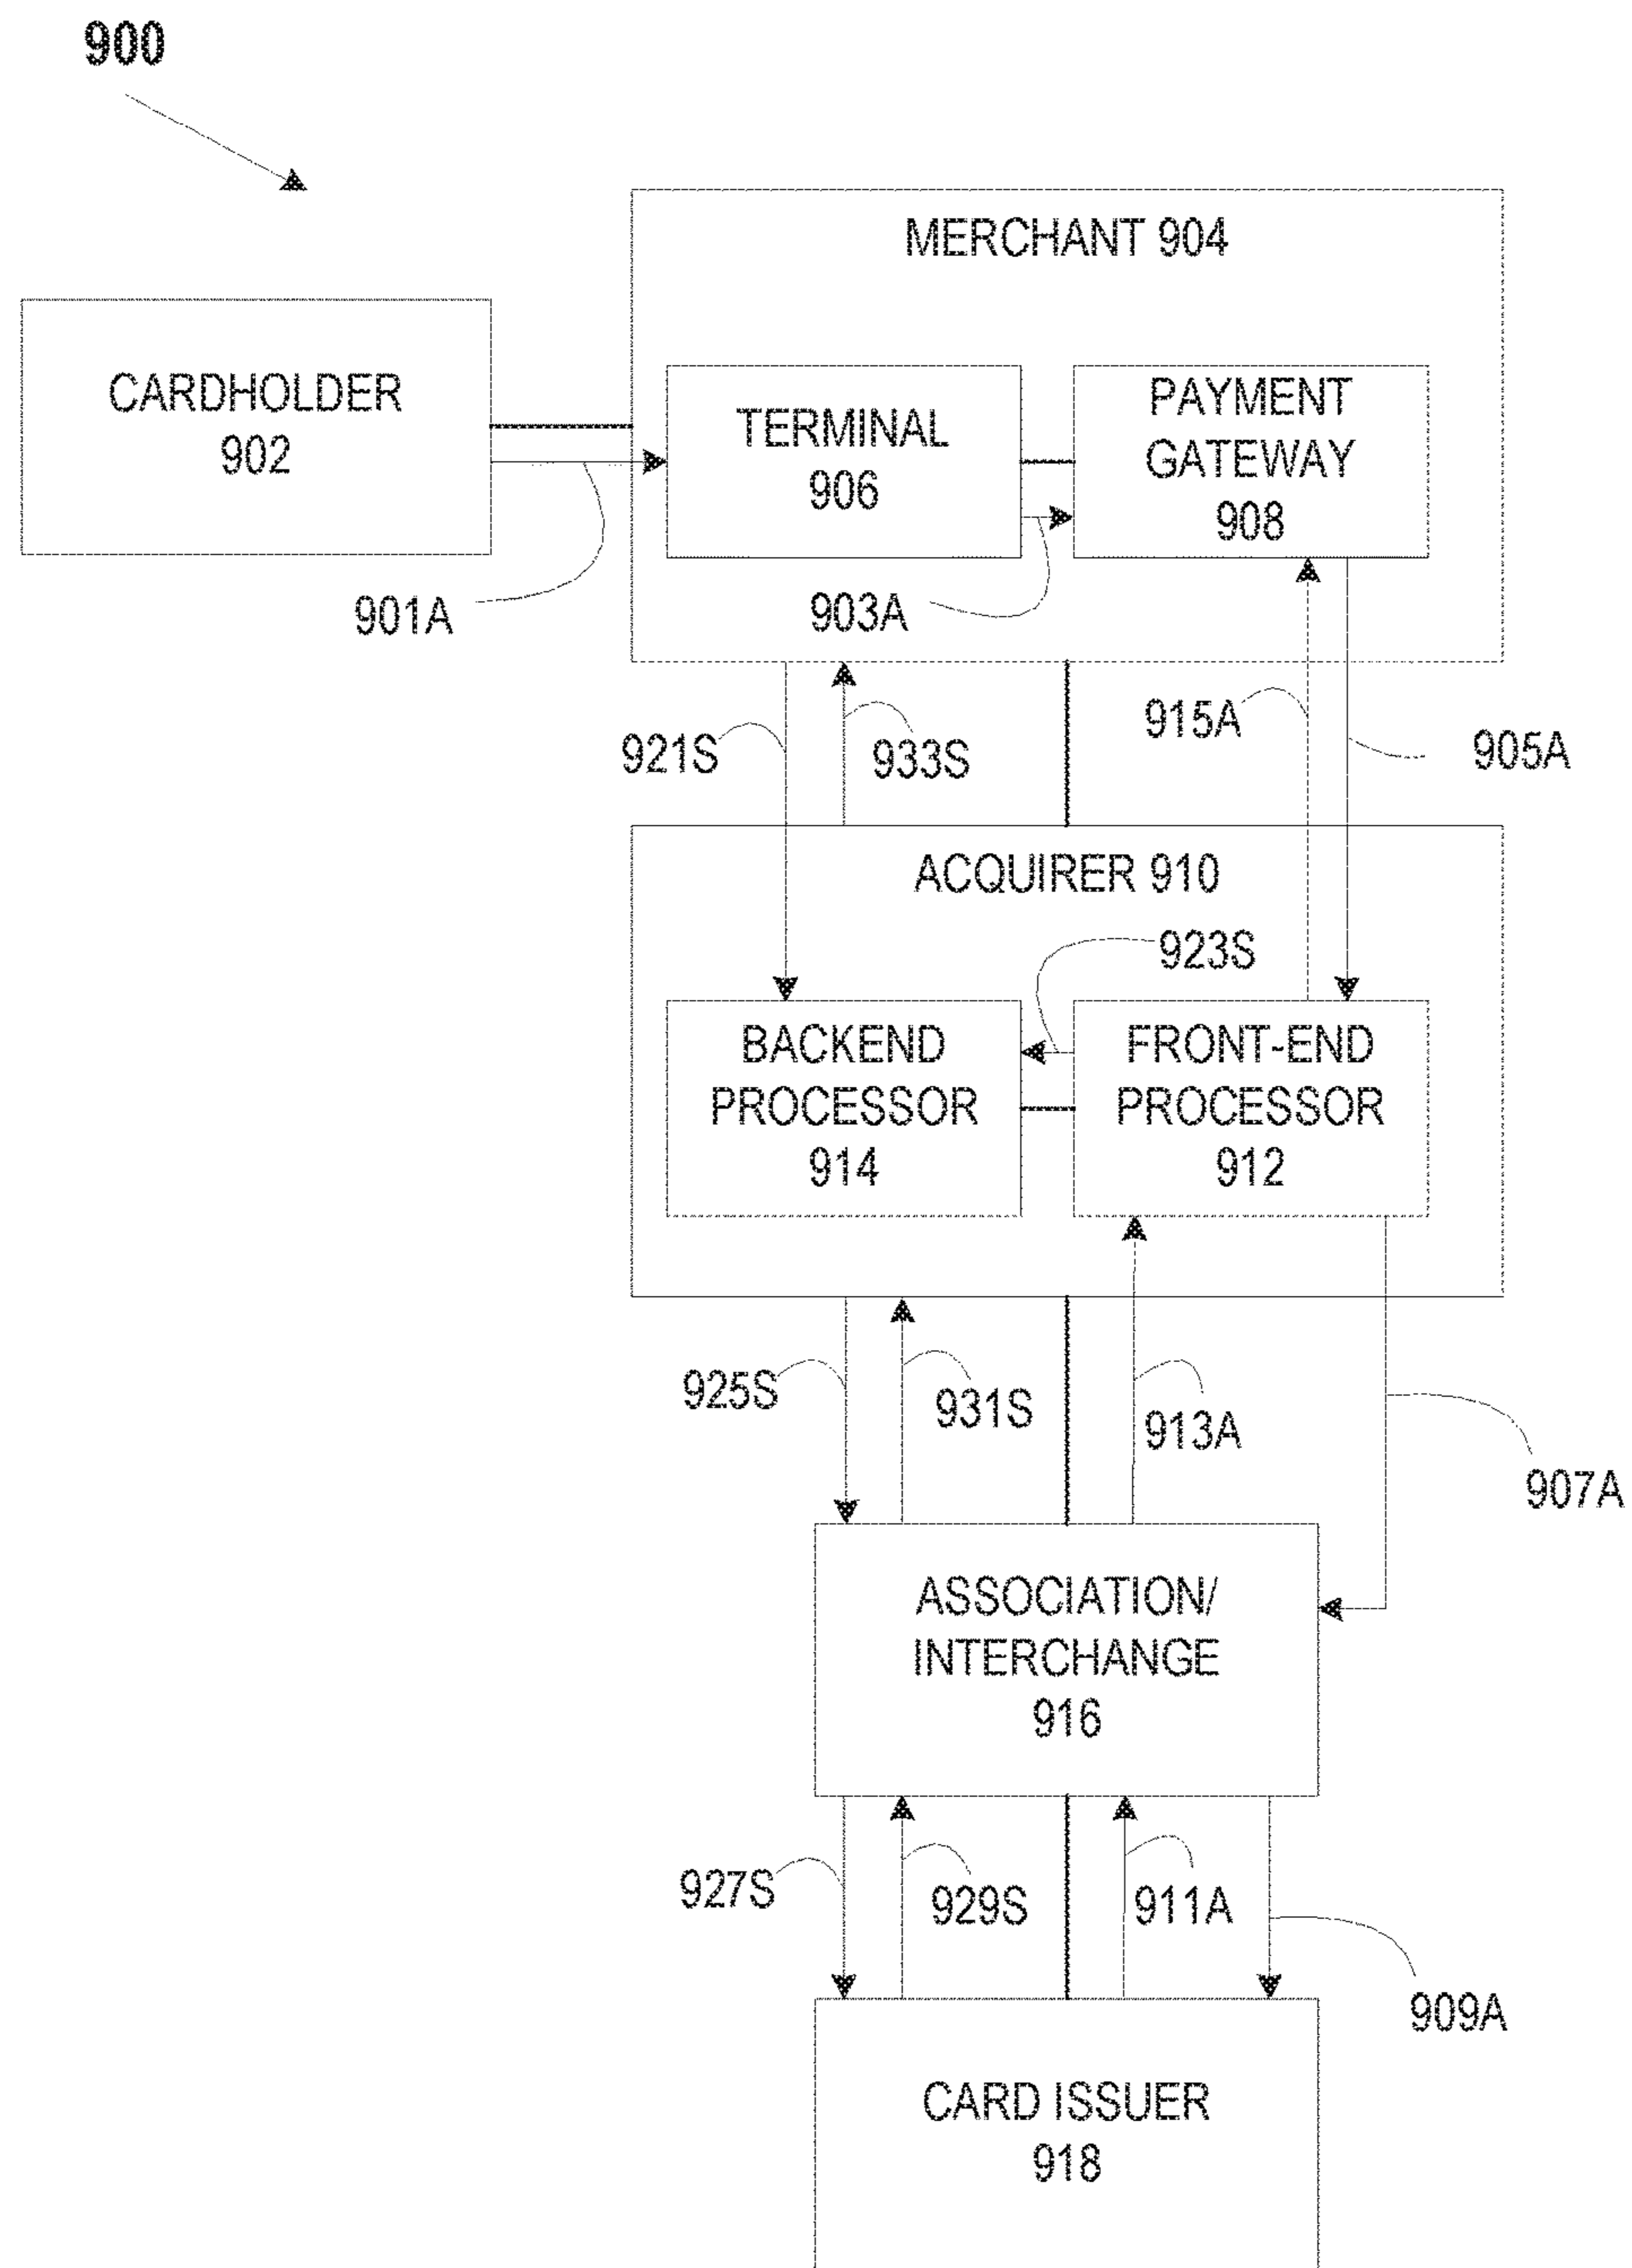 900
MERCHANT 904
CARDHOLDER
902
TERMINAL
906
PAYMENT
GATEWAY
908
901A
903A
921S
933S
915A
905A
ACQUIRER 910
923S
BACKEND
PROCESSOR
914
FRONT-END
PROCESSOR
912
925S
931S
913A
907A
ASSOCIATION/
INTERCHANGE
916
927S
929S
911A
909A
CARD ISSUER
918